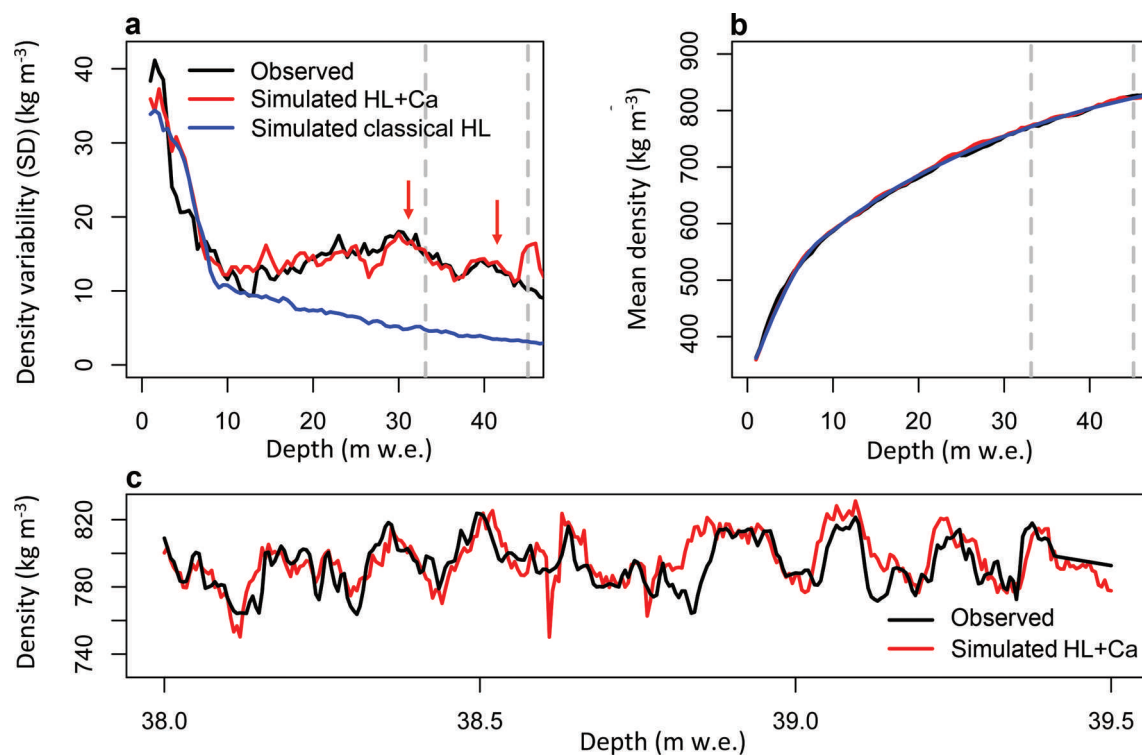 a
Density variability (SD) (kg m⁻³)
40
30
20
10
0
Observed
Simulated HL+Ca
Simulated classical HL
0 10 20 30 40
Depth (m w.e.)
b
Mean density (kg m⁻³)
900
800
700
600
500
400
0 10 20 30 40
Depth (m w.e.)
c
Density (kg m⁻³)
820
780
740
Observed
Simulated HL+Ca
38.0 38.5 39.0 39.5
Depth (m w.e.)